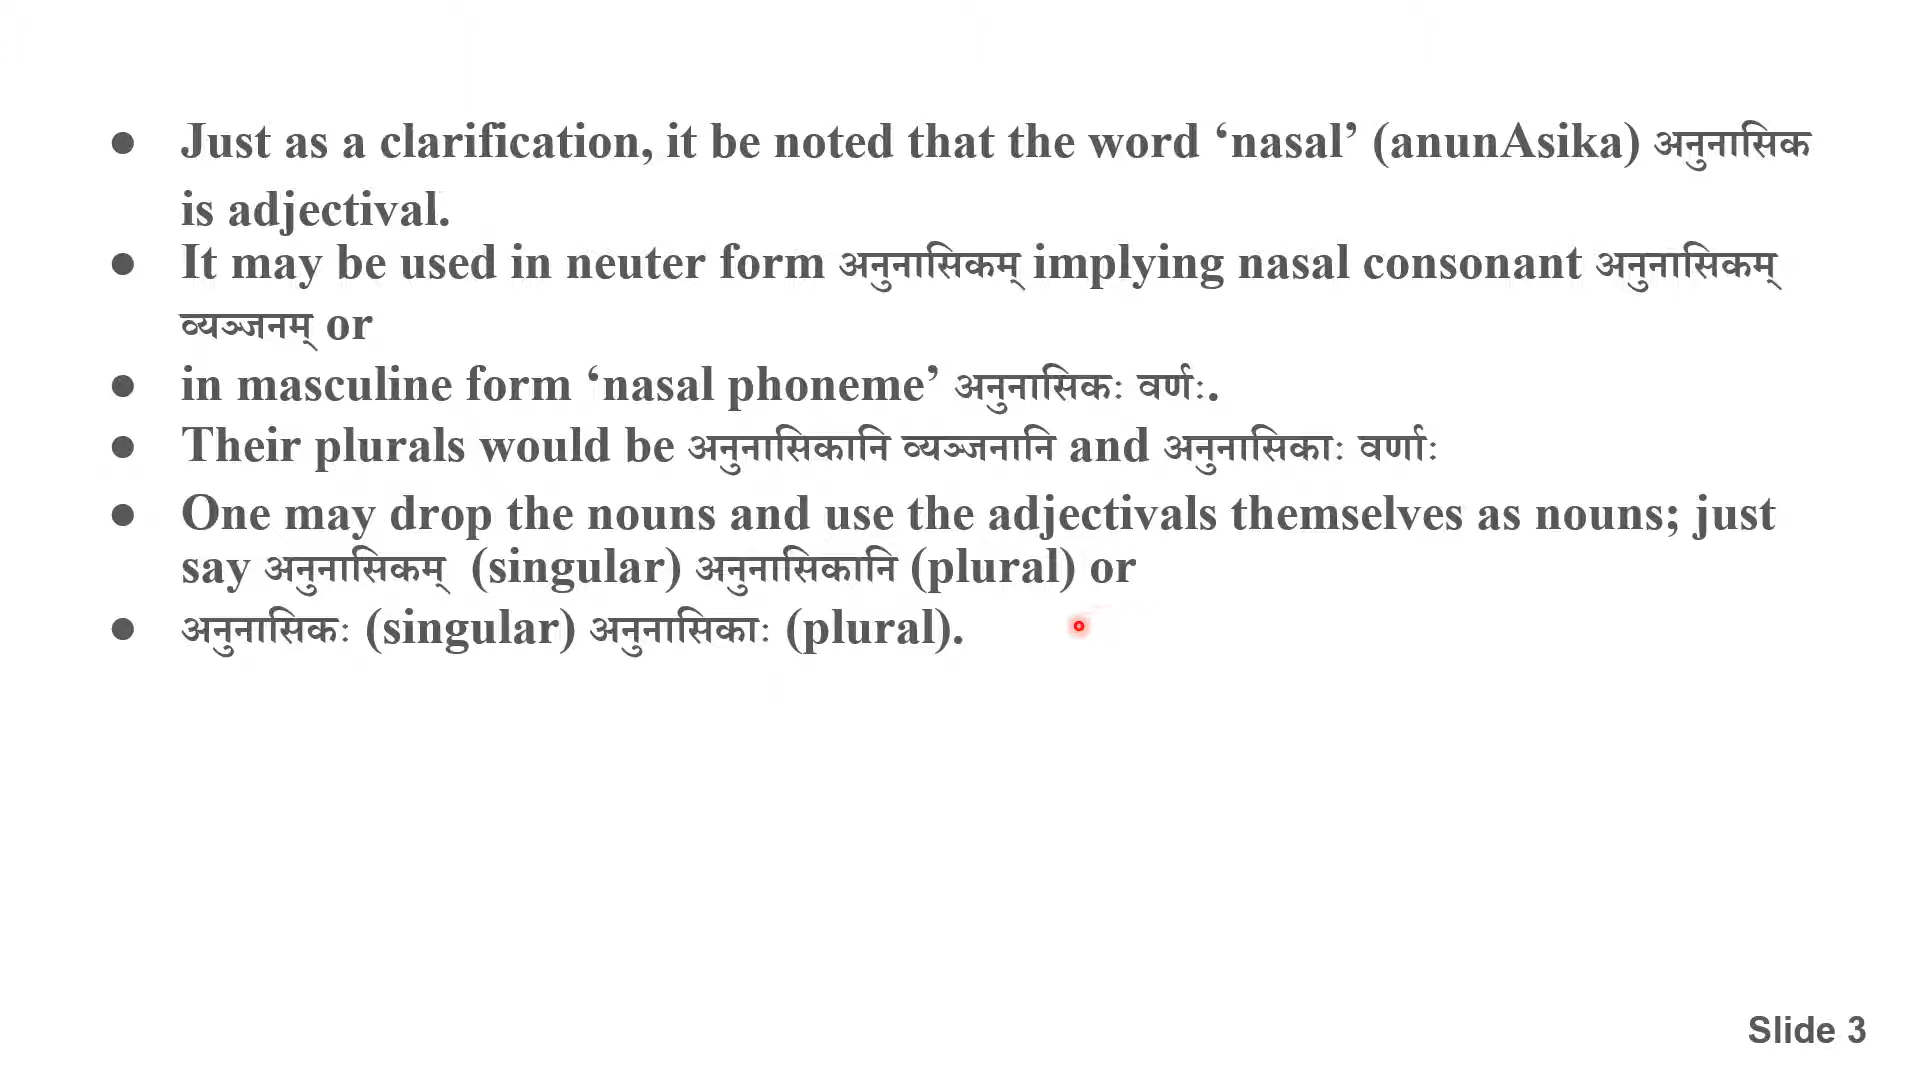 ● Just as a clarification, it be noted that the word ‘nasal’ (anunAsika) अनुनासिक
is adjectival.
● It may be used in neuter form अनुनासिकम् implying nasal consonant अनुनासिकम्
व्यञ्जनम् or
● in masculine form ‘nasal phoneme’ अनुनासिकः वर्णः.
● Their plurals would be अनुनासिकानि व्यञ्जनानि and अनुनासिकाः वर्णाः
● One may drop the nouns and use the adjectivals themselves as nouns; just
say अनुनासिकम् (singular) अनुनासिकानि (plural) or
● अनुनासिकः (singular) अनुनासिकाः (plural).
Slide 3